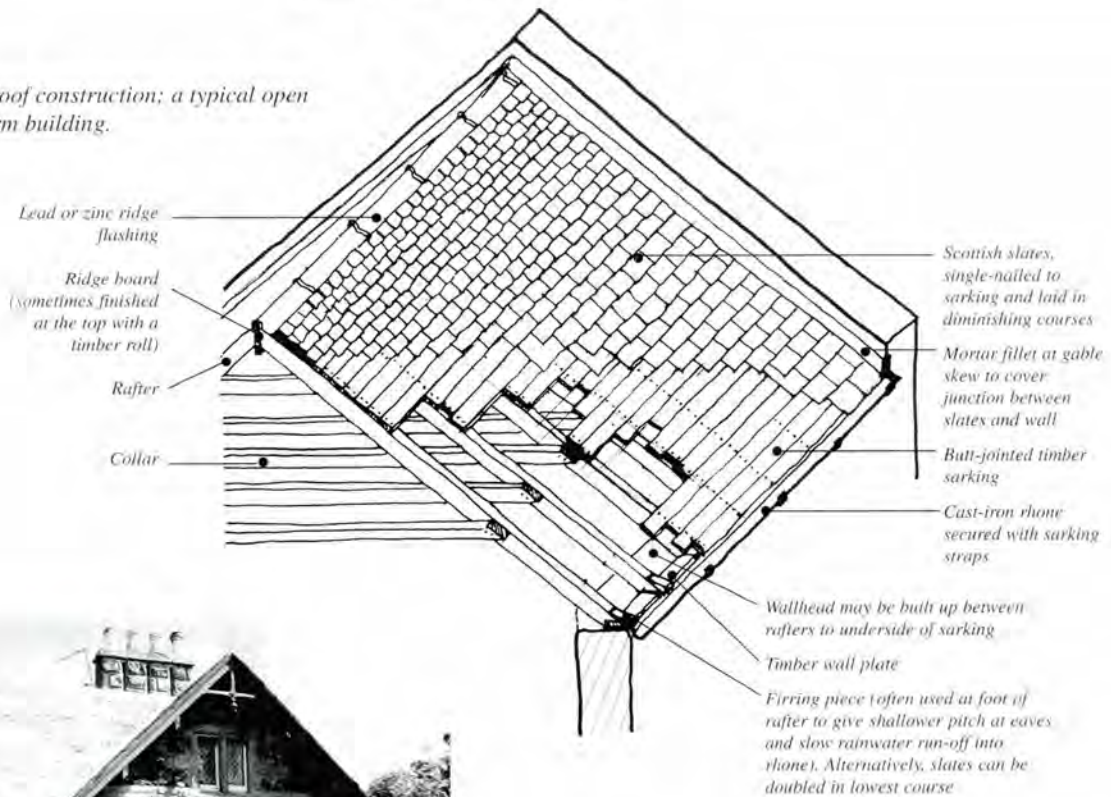 oof construction; a typical open
rm building.
Lead or zinc ridge
flashing
Ridge board
(sometimes finished
at the top with a
timber roll)
Rafter
Collar
Scottish slates,
single-nailed to
sarking and laid in
diminishing courses
Mortar fillet at gable
skew to cover
junction between
slates and wall
Butt-jointed timber
sarking
Cast-iron rhone
secured with sarking
straps
Wallhead may be built up between
rafters to underside of sarking
Timber wall plate
Firring piece (often used at foot of
rafter to give shallower pitch at eaves
and slow rainwater run-off into
rhone). Alternatively, slates can be
doubled in lowest course